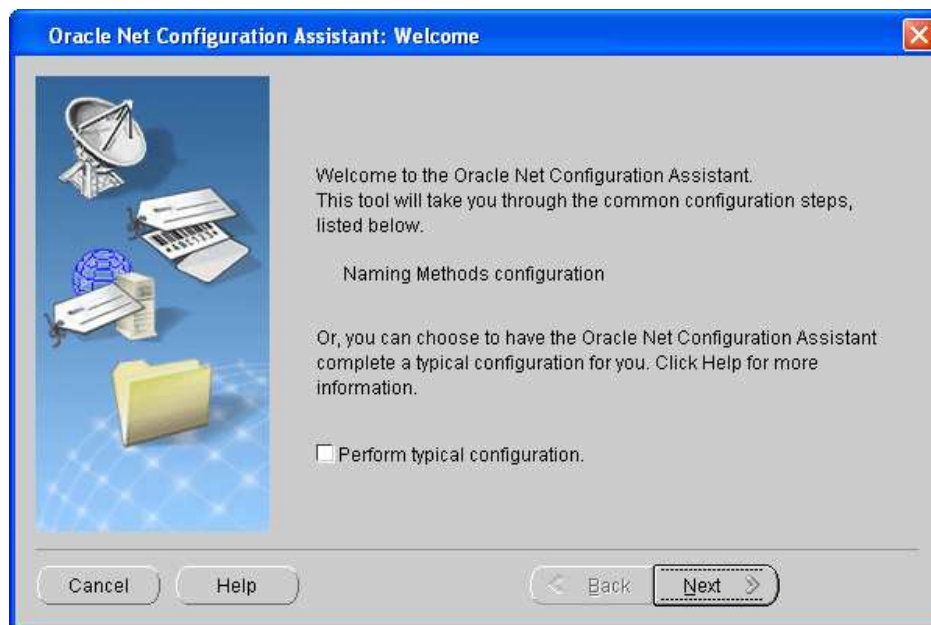 Oracle Net Configuration Assistant: Welcome
Welcome to the Oracle Net Configuration Assistant.
This tool will take you through the common configuration steps,
listed below.
Naming Methods configuration
Or, you can choose to have the Oracle Net Configuration Assistant
complete a typical configuration for you. Click Help for more
information.
Perform typical configuration.
Cancel
Help
Back
Next